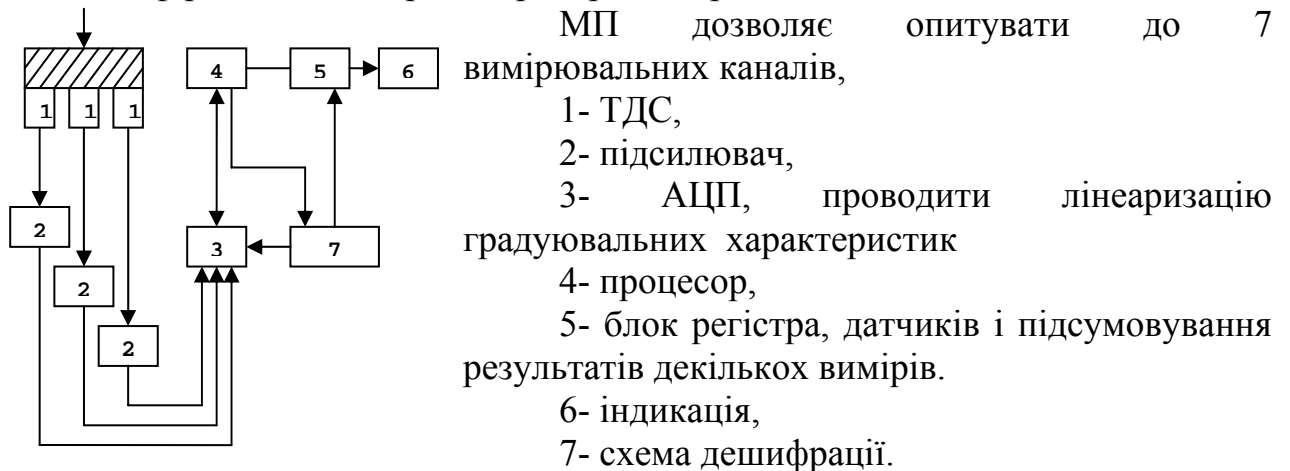 4 5 6
1 1 1
2 3 7
2
2
МП дозволяє опитувати до 7
вимірювальних каналів,
1- ТДС,
2- підсилювач,
3- АЦП, проводити лінеаризацію
градуювальних характеристик
4- процесор,
5- блок регістра, датчиків і підсумовування
результатів декількох вимірів.
6- індикація,
7- схема дешифрації.